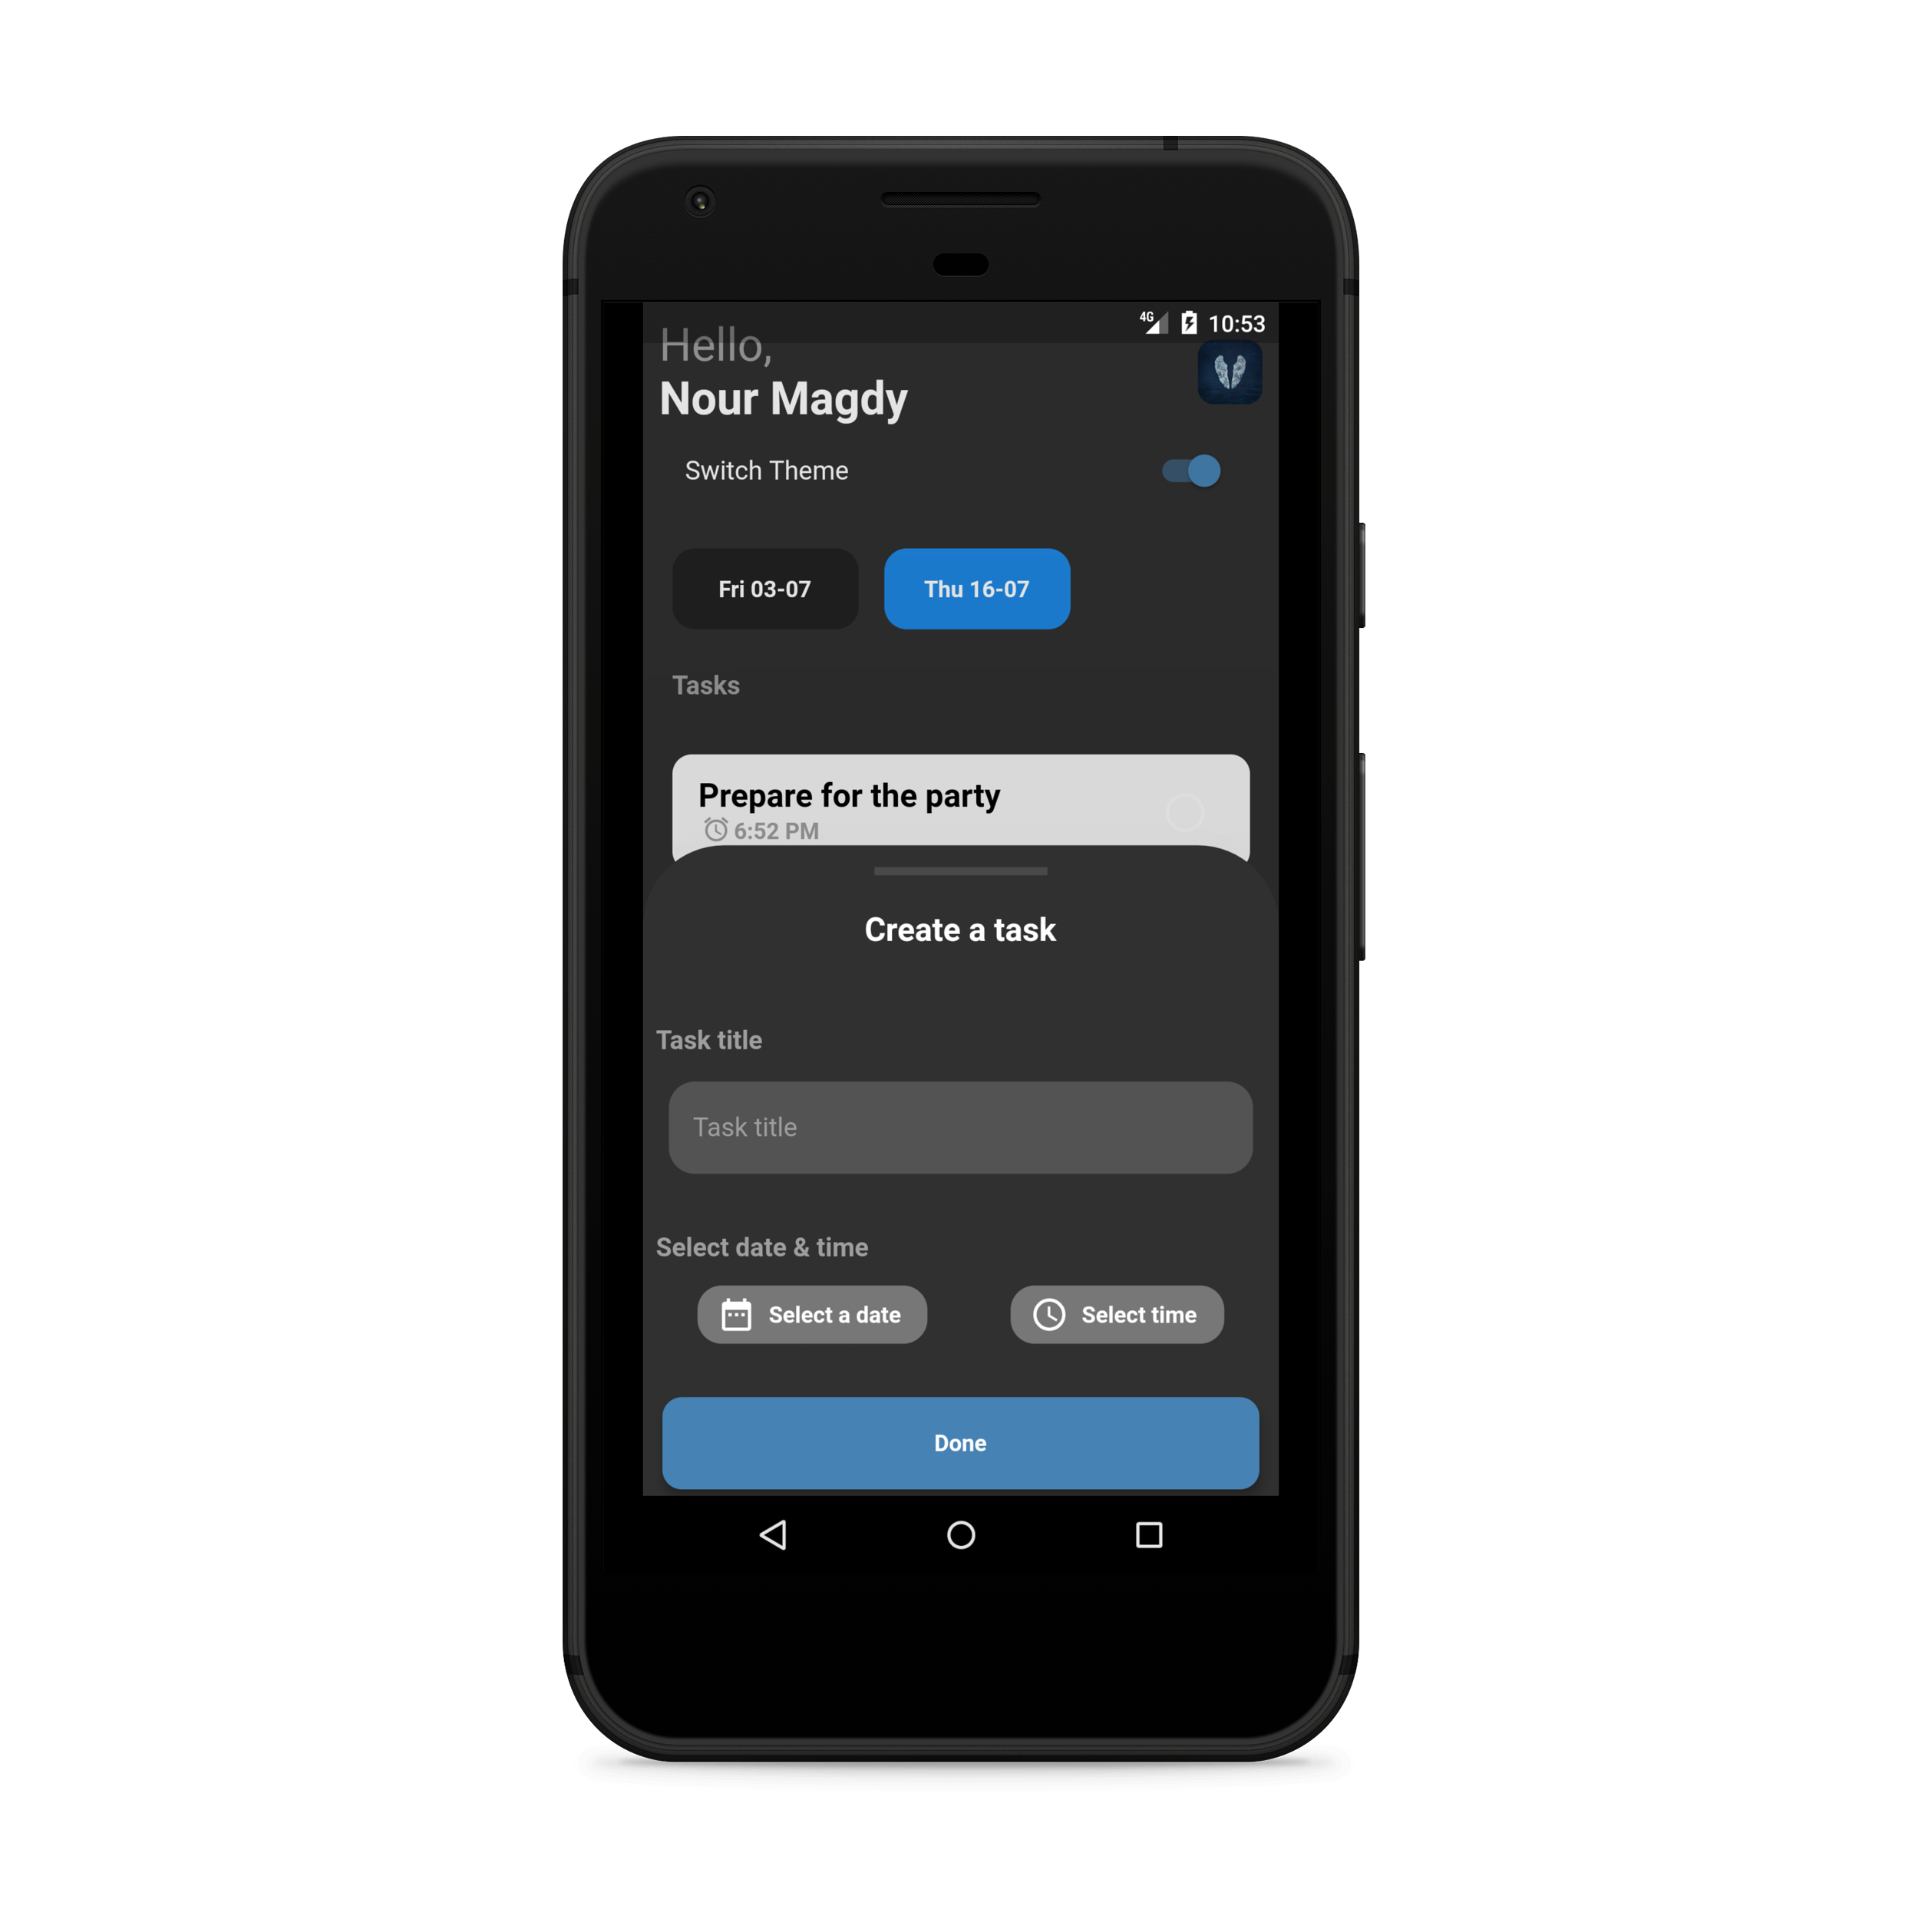 4G 10:53
Hello,
Nour Magdy
Switch Theme
Fri 03-07 Thu 16-07
Tasks
Prepare for the party
6:52 PM
Create a task
Task title
Task title
Select date & time
Select a date Select time
Done